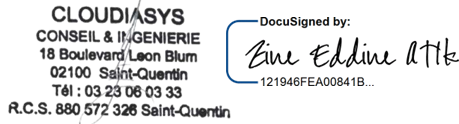 CLOUDIASYS
CONSEIL & INGENIERIE
18 Boulevard Leon Blum
02100 Saint-Quentin
Tél : 03 23 06 03 33
R.C.S. 880 572 326 Saint-Quentin
DocuSigned by:
Zine Eddine ATIK
121946FEA00841B...